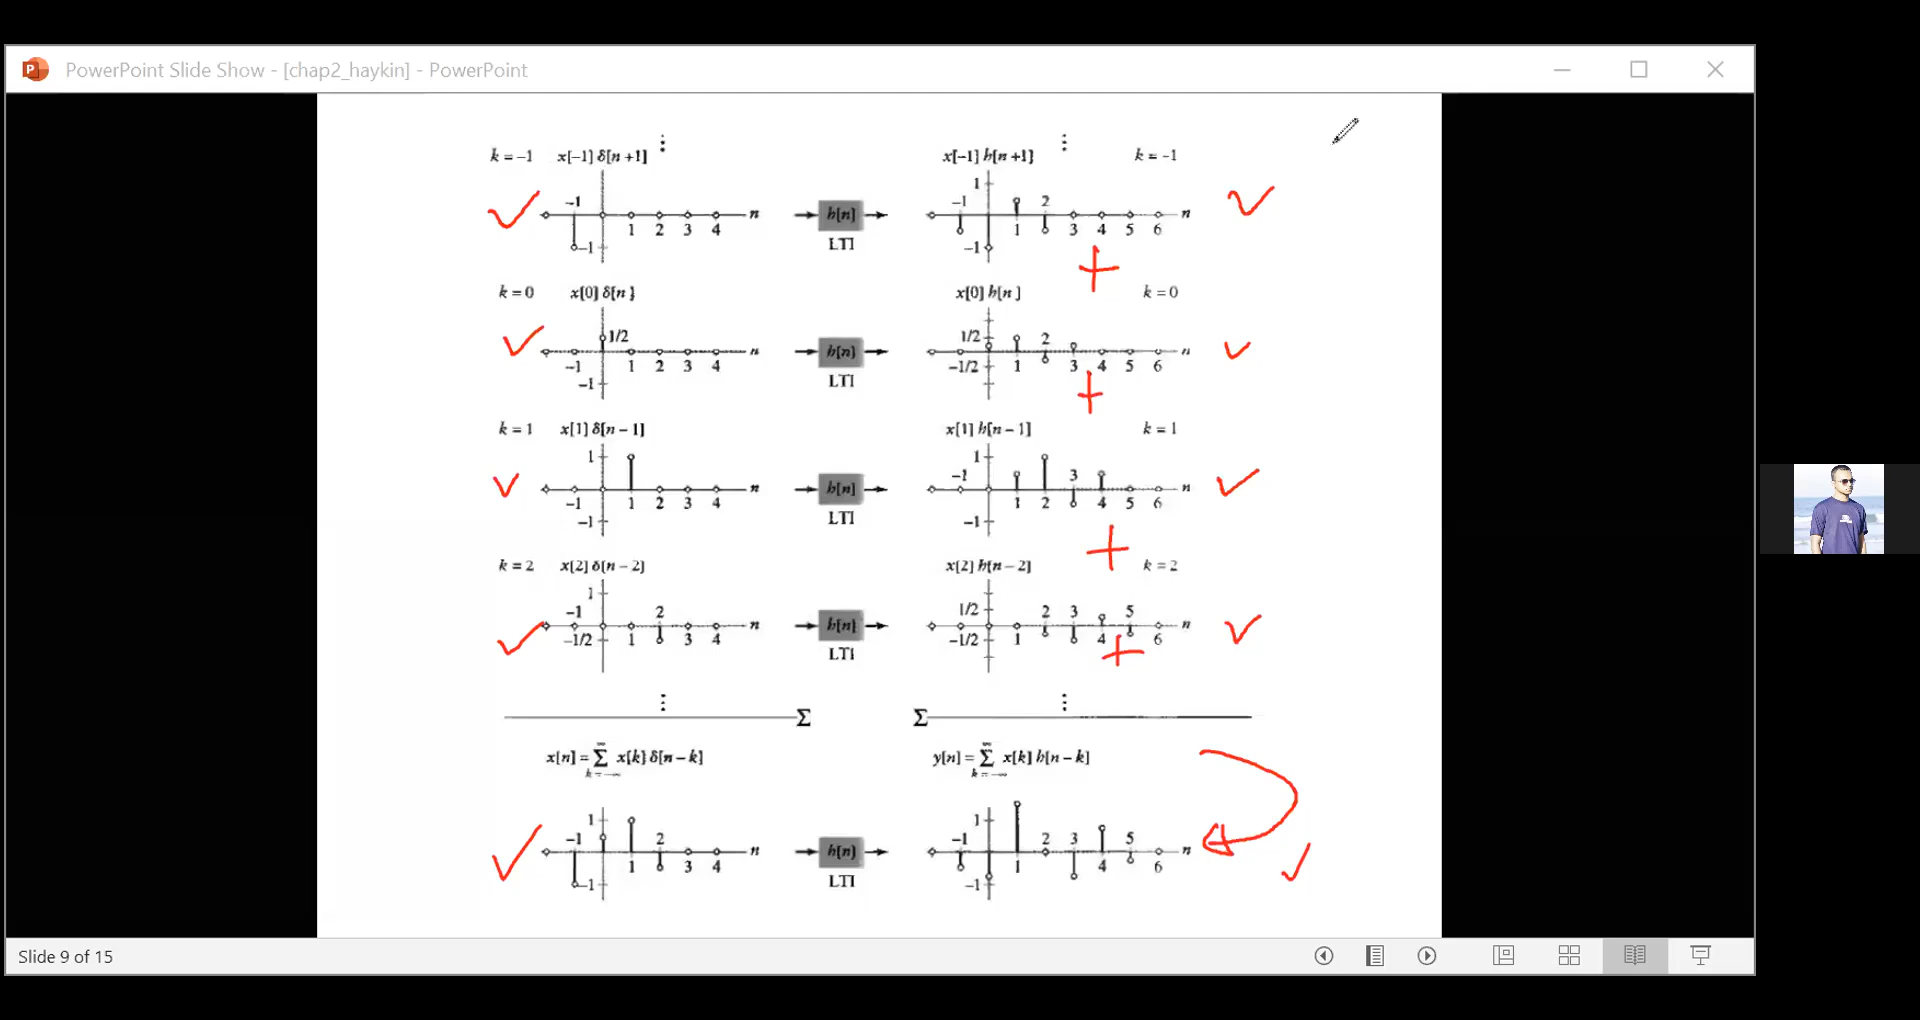 PowerPoint Slide Show - [chap2_haykin] - PowerPoint
⋮ ⋮
k = -1 x[-1] δ[n + 1] x[-1] h[n + 1] k = -1
1
-1 n h[n] -1 2 n
1 2 3 4 1 3 4 5 6
-1 LTI -1
k = 0 x[0] δ[n] x[0] h[n] k = 0
1/2 1/2 2
n h[n] n
-1 1 2 3 4 -1/2 1 3 4 5 6
-1 LTI
k = 1 x[1] δ[n - 1] x[1] h[n - 1] k = 1
1 1
-1 3
n h[n] n
-1 1 2 3 4 1 2 4 5 6
-1 LTI -1
k = 2 x[2] δ[n - 2] x[2] h[n - 2] k = 2
1
-1 2 1/2 2 3 5
n h[n] n
-1/2 1 3 4 -1/2 1 4 6
LTI
⋮ ⋮
Σ Σ
x[n] = Σ x[k] δ[n - k] y[n] = Σ x[k] h[n - k]
k = -∞ k = -∞
1 1
-1 2 -1 2 3 5
n h[n] n
1 3 4 1 4 6
-1 LTI -1
Slide 9 of 15